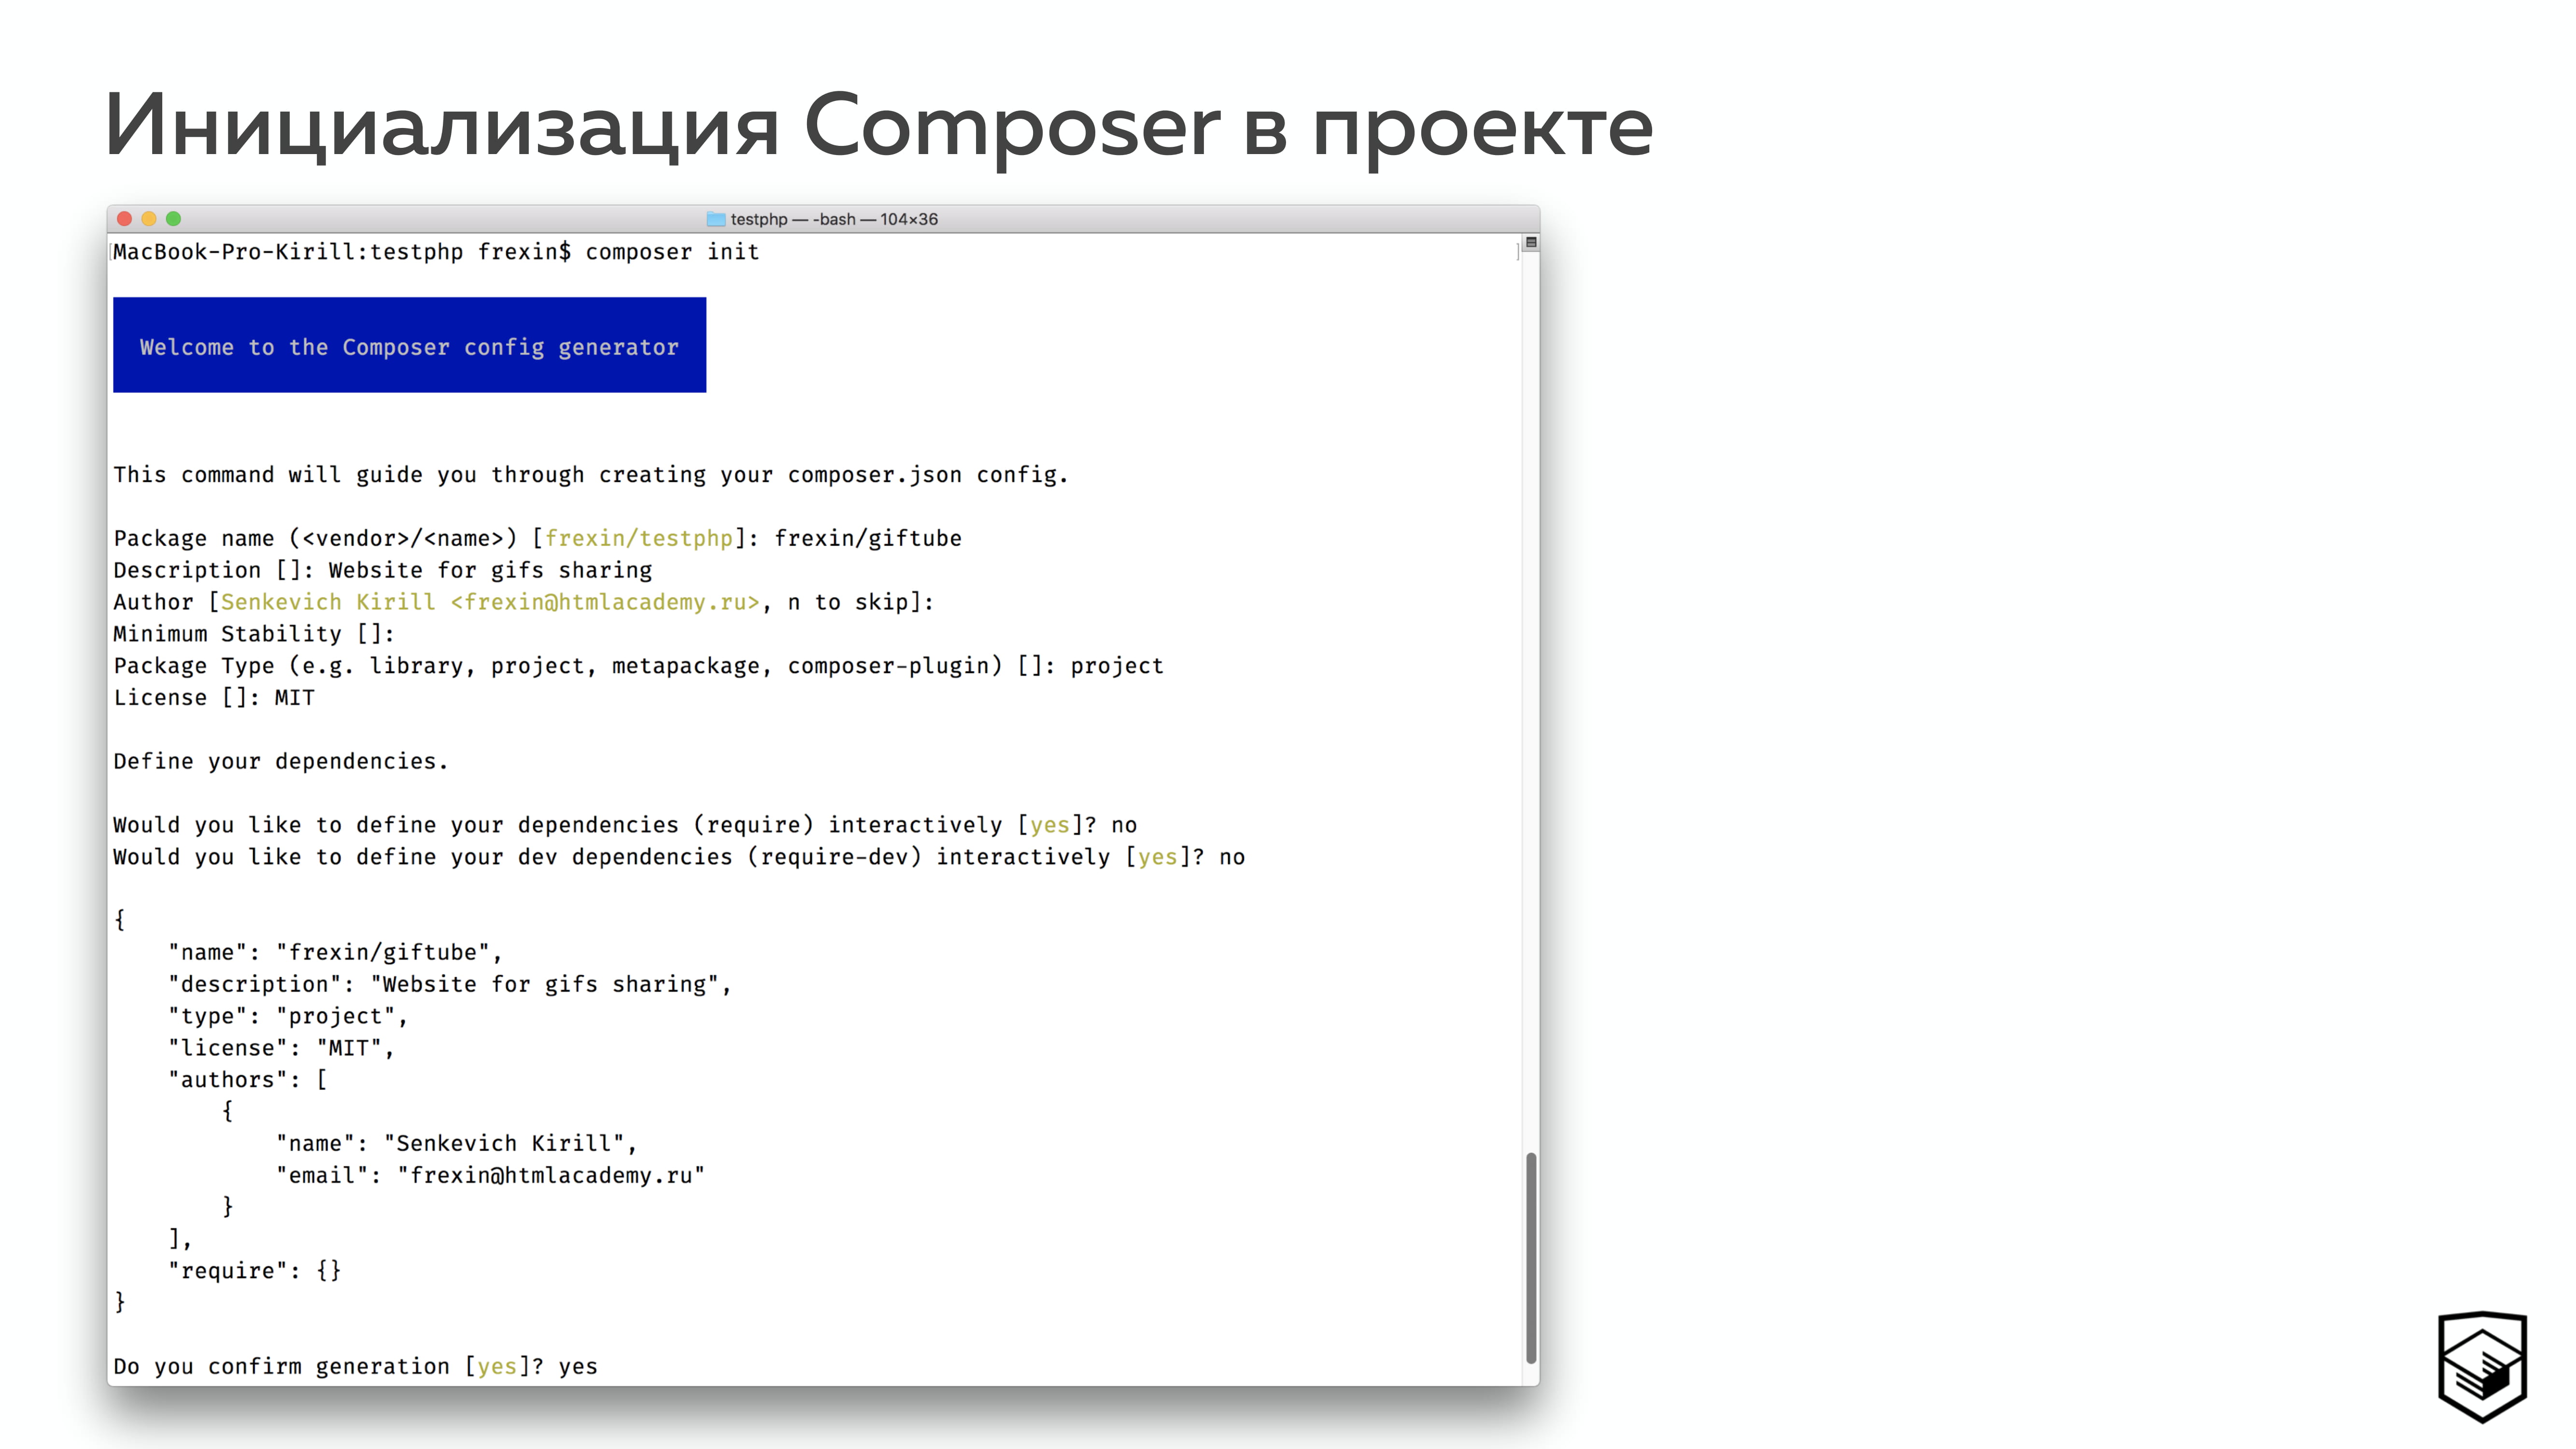 Инициализация Composer в проекте
testphp — -bash — 104×36
MacBook-Pro-Kirill:testphp frexin$ composer init
Welcome to the Composer config generator
This command will guide you through creating your composer.json config.
Package name (<vendor>/<name>) [frexin/testphp]: frexin/giftube
Description []: Website for gifs sharing
Author [Senkevich Kirill <frexin@htmlacademy.ru>, n to skip]:
Minimum Stability []:
Package Type (e.g. library, project, metapackage, composer-plugin) []: project
License []: MIT
Define your dependencies.
Would you like to define your dependencies (require) interactively [yes]? no
Would you like to define your dev dependencies (require-dev) interactively [yes]? no
{
    "name": "frexin/giftube",
    "description": "Website for gifs sharing",
    "type": "project",
    "license": "MIT",
    "authors": [
        {
            "name": "Senkevich Kirill",
            "email": "frexin@htmlacademy.ru"
        }
    ],
    "require": {}
}
Do you confirm generation [yes]? yes